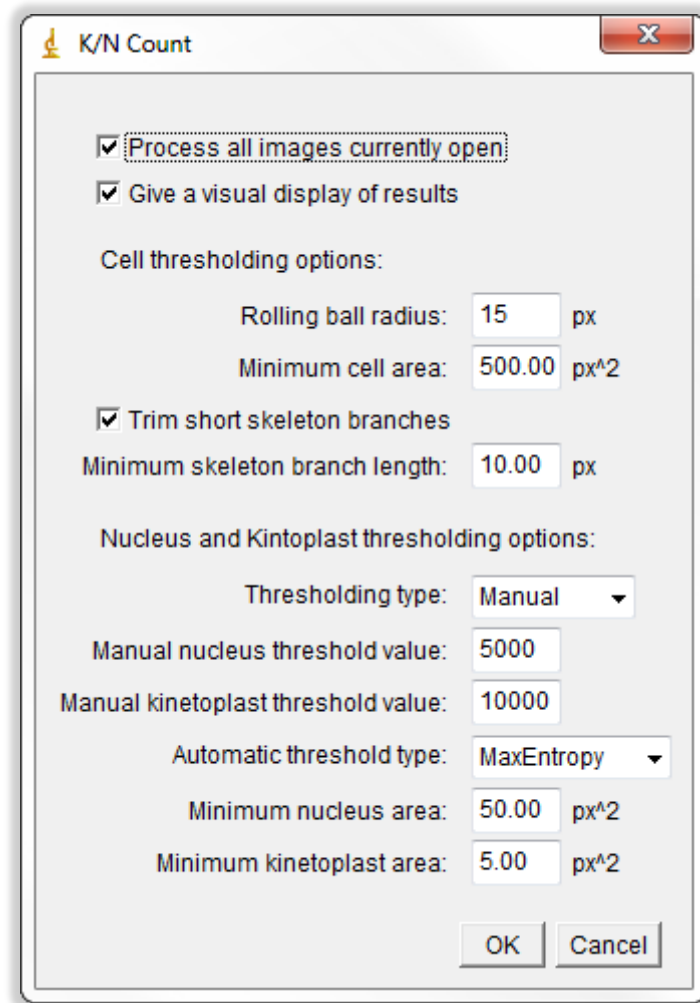 K/N Count
Process all images currently open
Give a visual display of results
Cell thresholding options:
Rolling ball radius: 15 px
Minimum cell area: 500.00 px^2
Trim short skeleton branches
Minimum skeleton branch length: 10.00 px
Nucleus and Kintoplast thresholding options:
Thresholding type: Manual
Manual nucleus threshold value: 5000
Manual kinetoplast threshold value: 10000
Automatic threshold type: MaxEntropy
Minimum nucleus area: 50.00 px^2
Minimum kinetoplast area: 5.00 px^2
OK Cancel